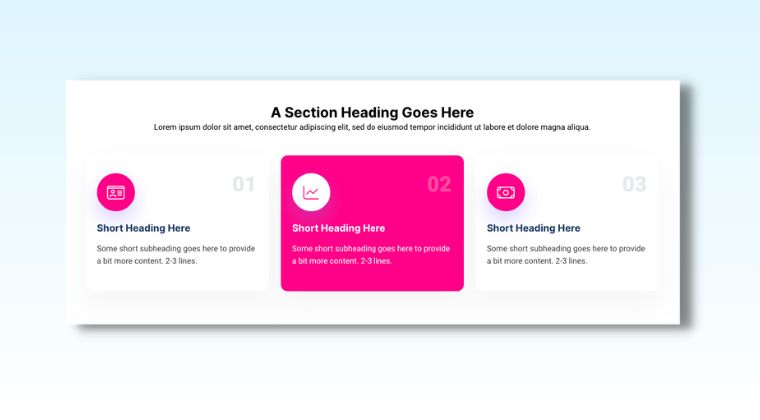 A Section Heading Goes Here
Lorem ipsum dolor sit amet, consectetur adipiscing elit, sed do eiusmod tempor incididunt ut labore et dolore magna aliqua.
01
Short Heading Here
Some short subheading goes here to provide
a bit more content. 2-3 lines.
02
Short Heading Here
Some short subheading goes here to provide
a bit more content. 2-3 lines.
03
Short Heading Here
Some short subheading goes here to provide
a bit more content. 2-3 lines.